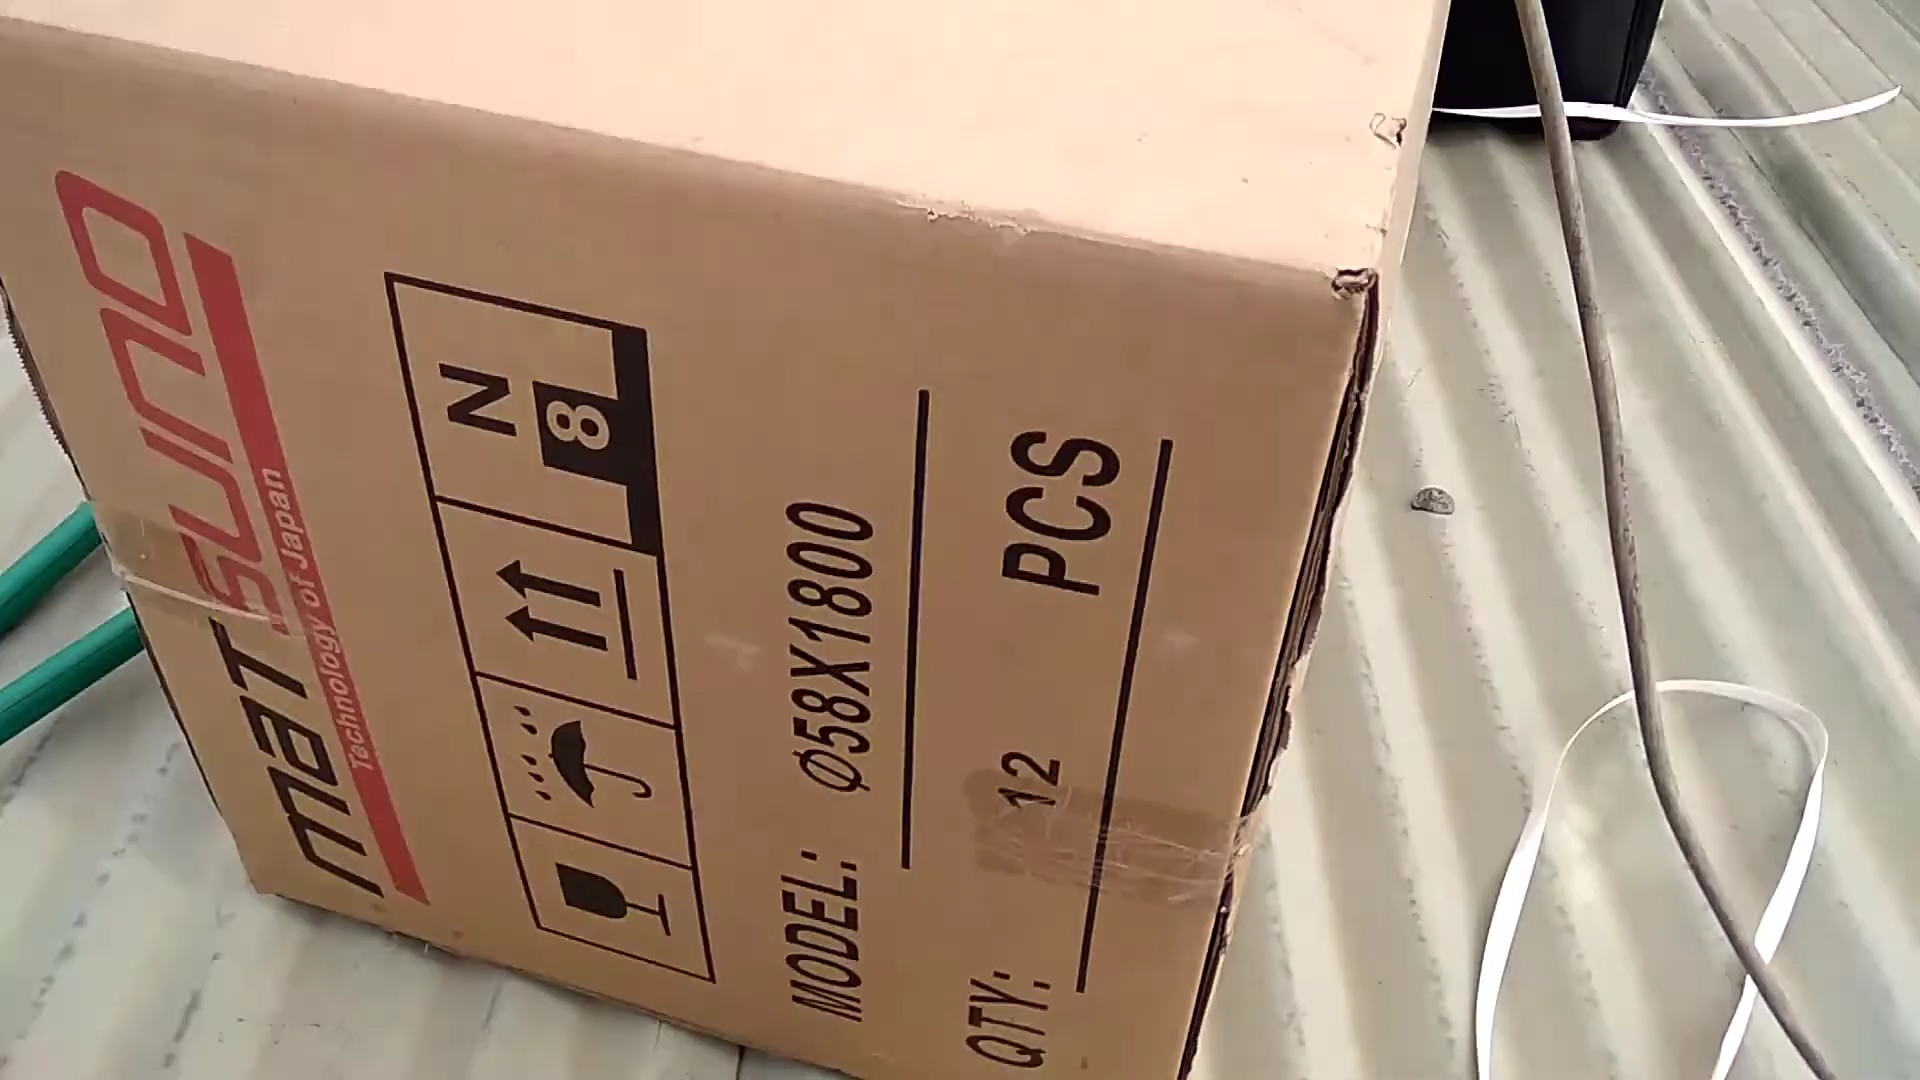 maTsuno
Technology of Japan
N
8
MODEL: Φ58X1800
QTY: 12 PCS